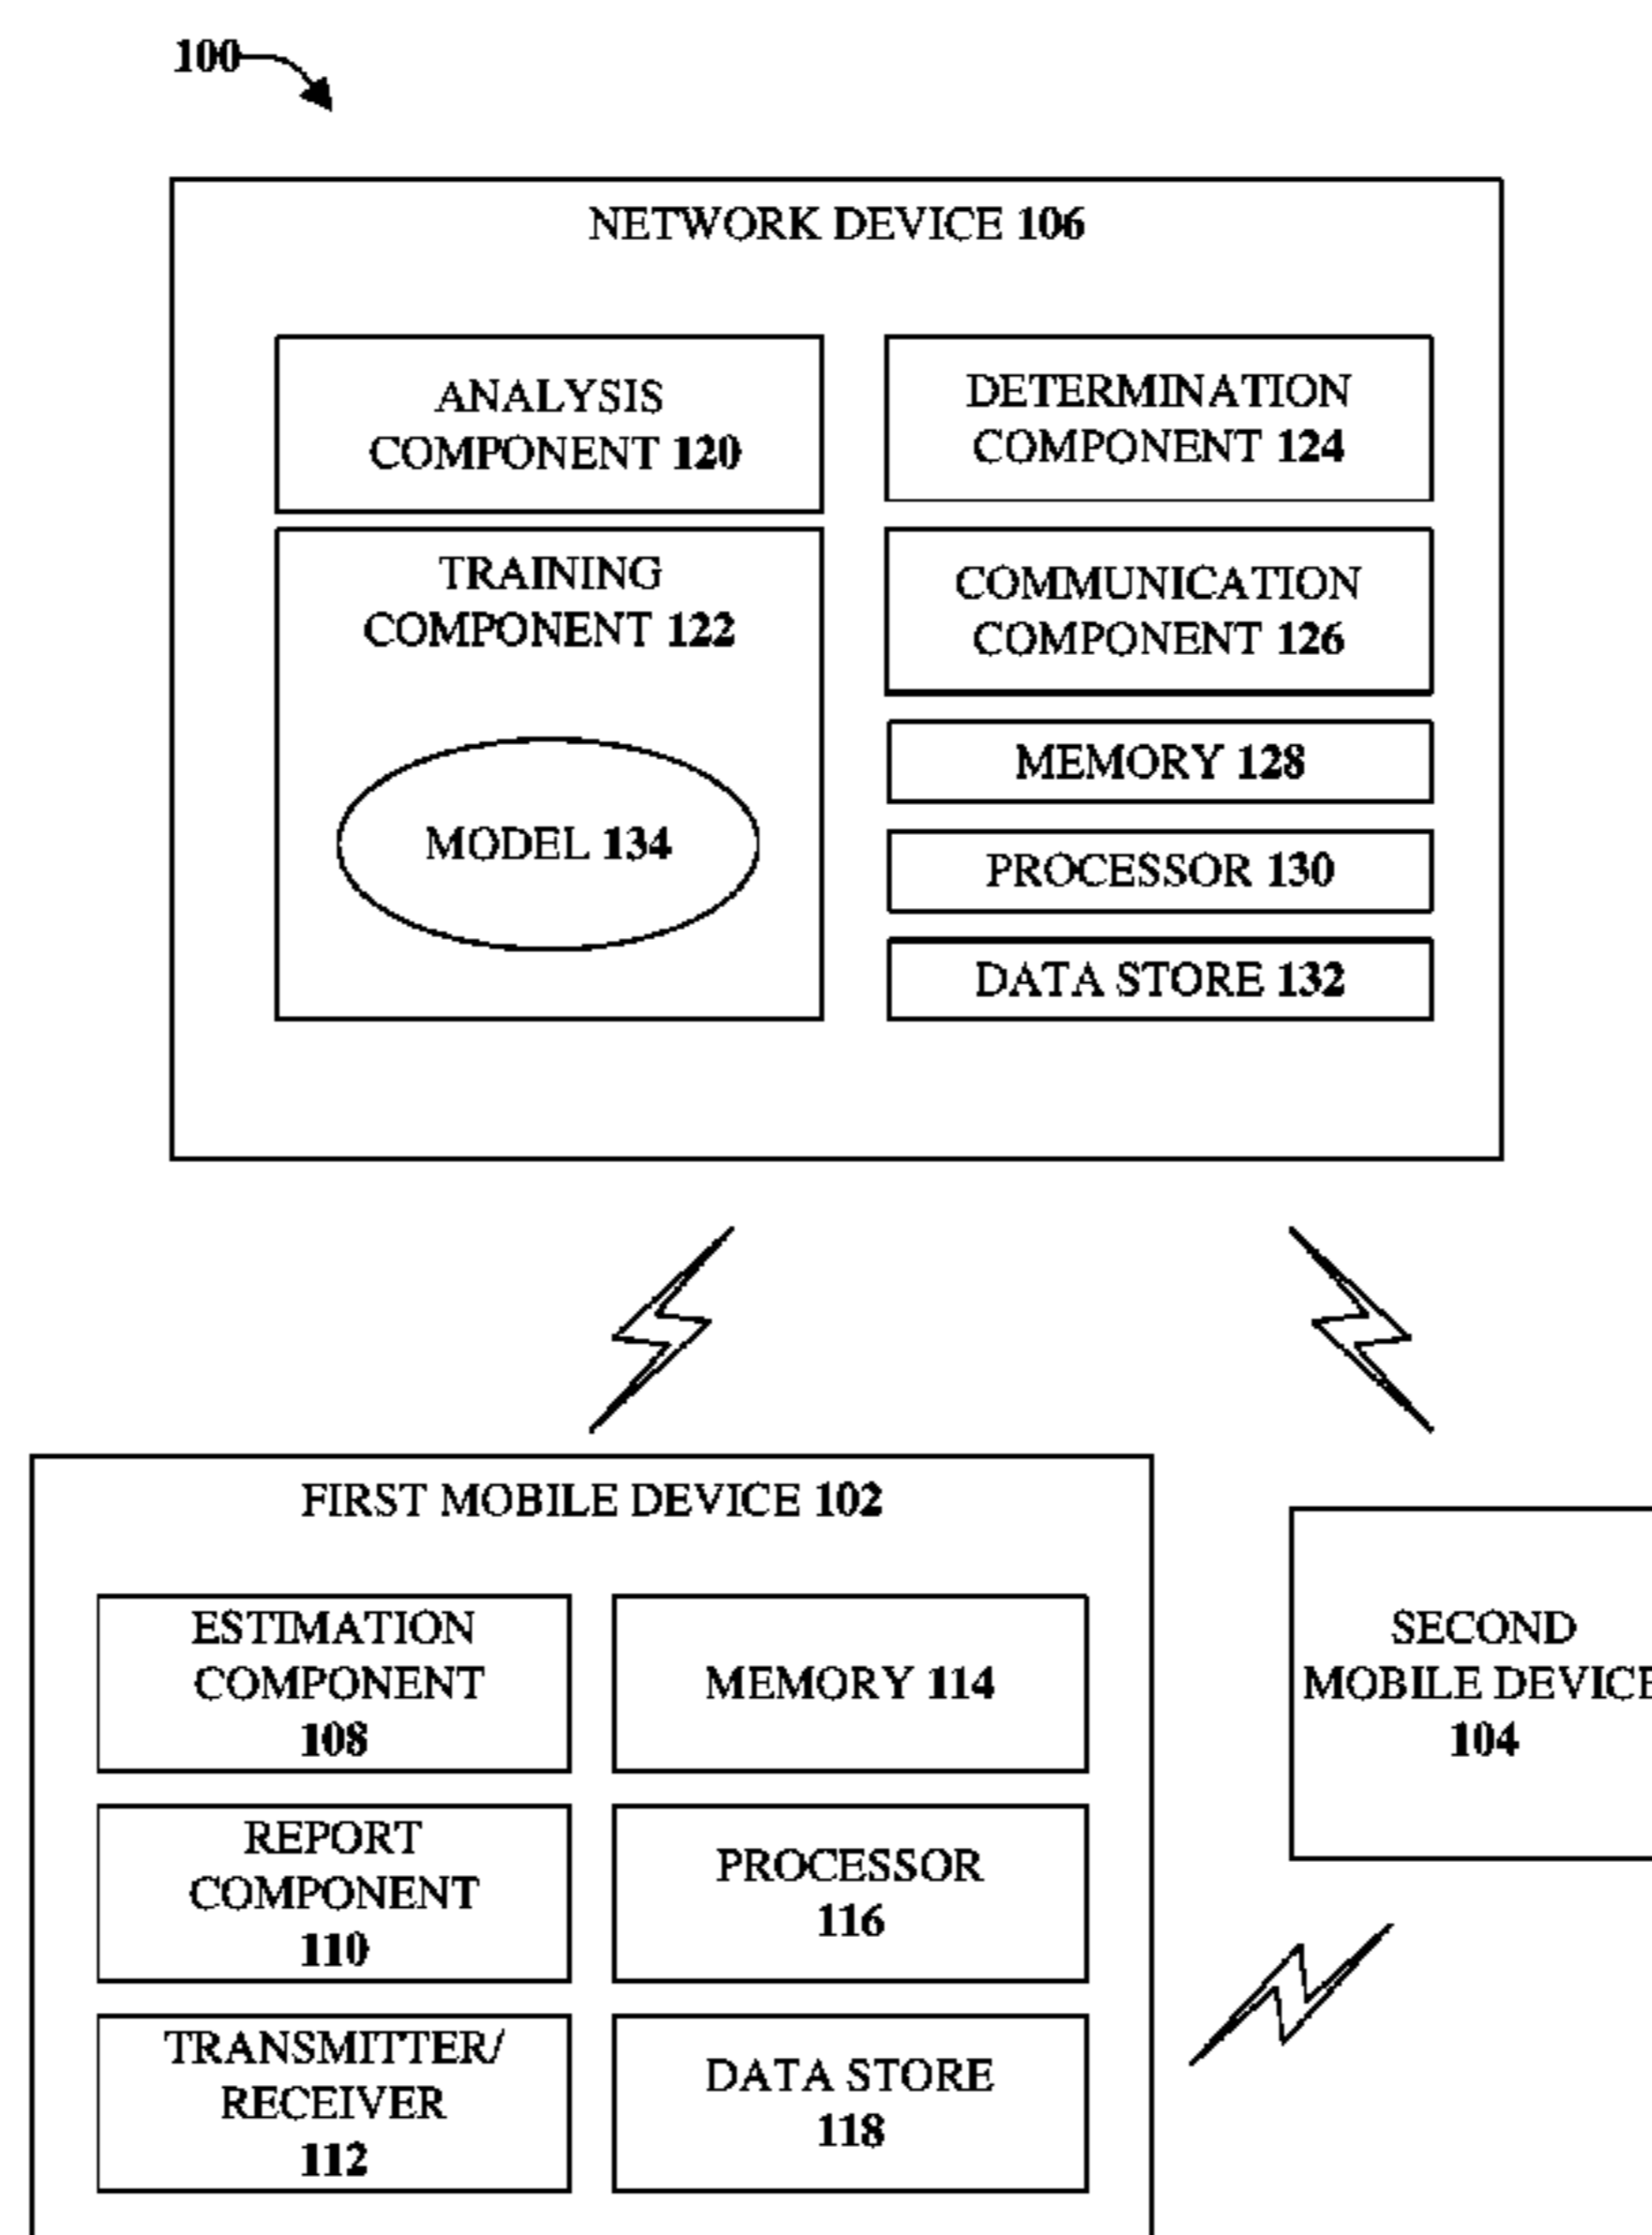 100
NETWORK DEVICE 106
ANALYSIS
COMPONENT 120
DETERMINATION
COMPONENT 124
TRAINING
COMPONENT 122
MODEL 134
COMMUNICATION
COMPONENT 126
MEMORY 128
PROCESSOR 130
DATA STORE 132
FIRST MOBILE DEVICE 102
ESTIMATION
COMPONENT
108
MEMORY 114
REPORT
COMPONENT
110
PROCESSOR
116
TRANSMITTER/
RECEIVER
112
DATA STORE
118
SECOND
MOBILE DEVICE
104